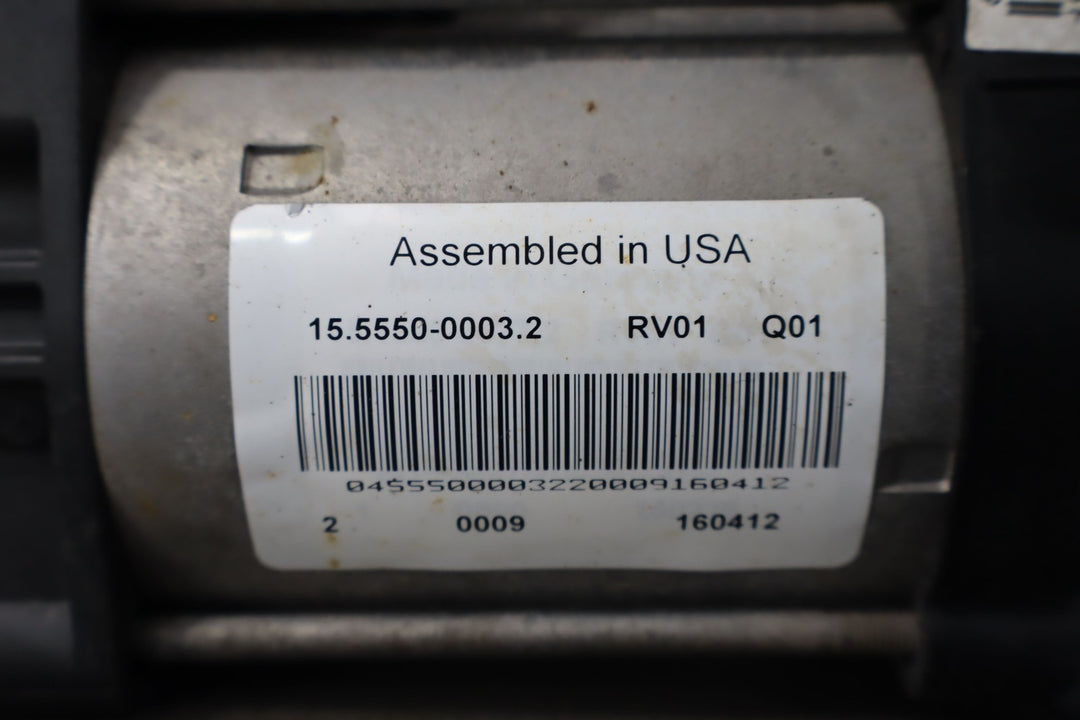 Assembled in USA
15.5550-0003.2 RV01 Q01
0455500003220009160412
2 0009 160412